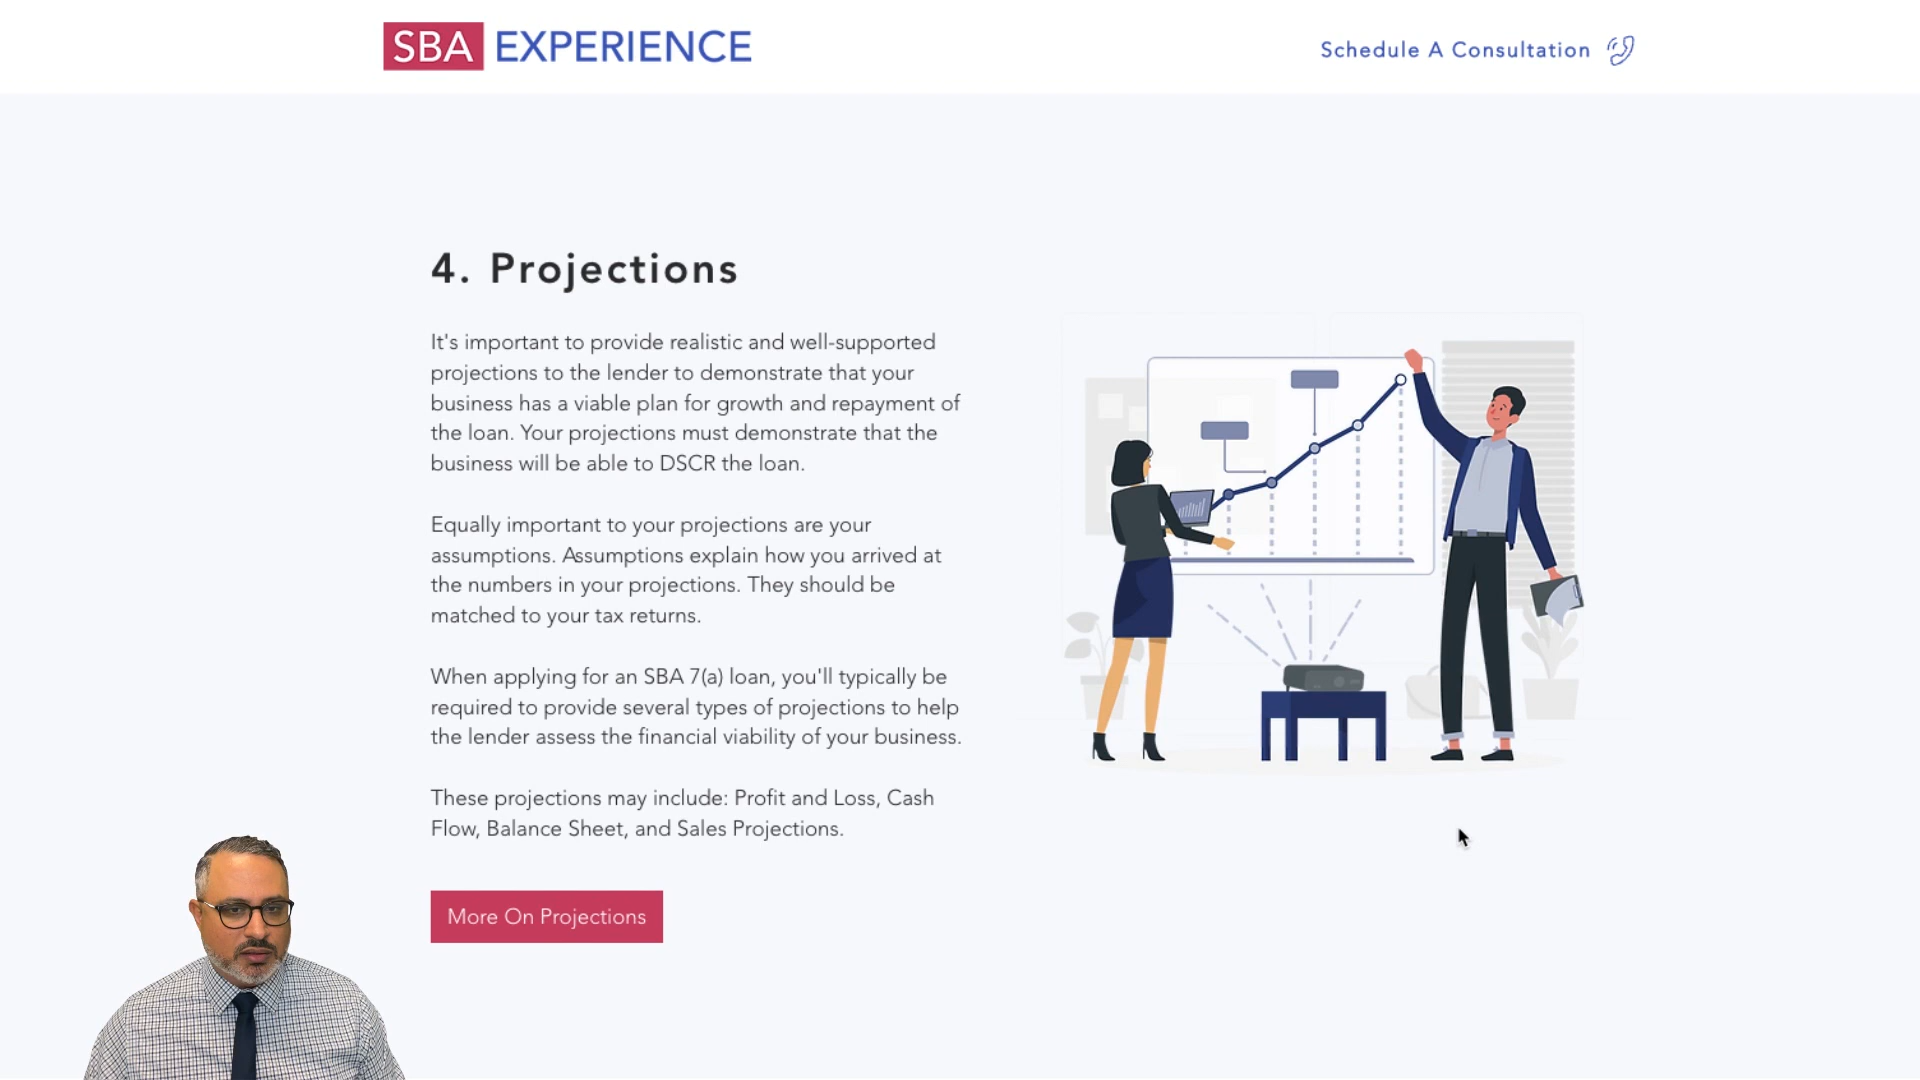 SBA EXPERIENCE
Schedule A Consultation
4. Projections
It's important to provide realistic and well-supported
projections to the lender to demonstrate that your
business has a viable plan for growth and repayment of
the loan. Your projections must demonstrate that the
business will be able to DSCR the loan.
Equally important to your projections are your
assumptions. Assumptions explain how you arrived at
the numbers in your projections. They should be
matched to your tax returns.
When applying for an SBA 7(a) loan, you'll typically be
required to provide several types of projections to help
the lender assess the financial viability of your business.
These projections may include: Profit and Loss, Cash
Flow, Balance Sheet, and Sales Projections.
More On Projections